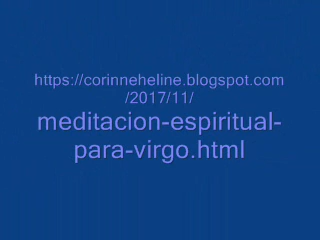 https://corinneheline.blogspot.com
/2017/11/
meditacion-espiritual-
para-virgo.html